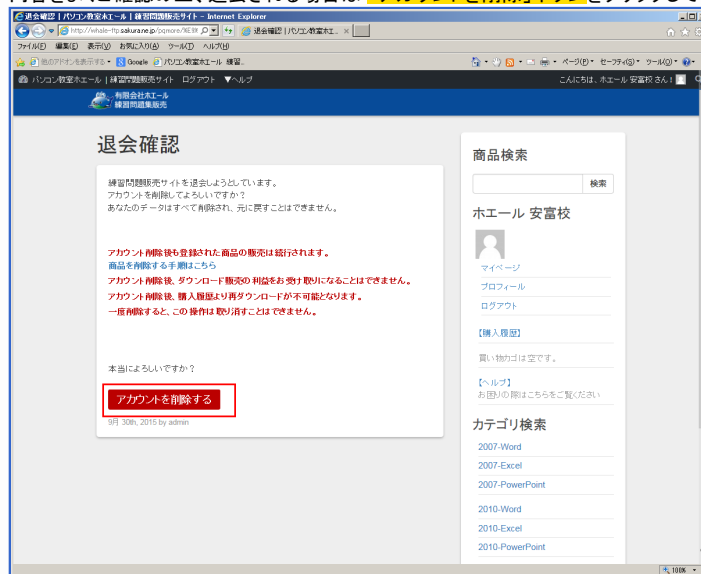 「アカウントを削除」ボタンをクリックして
退会確認 | パソコン教室ホエール | 練習問題販売サイト - Internet Explorer
退会確認 | パソコン教室ホエ...
ファイル(F) 編集(E) 表示(V) お気に入り(A) ツール(T) ヘルプ(H)
Google パソコン教室ホエール 練習...
ページ(P) セーフティ(S) ツール(O)
パソコン教室ホエール | 練習問題販売サイト ログアウト ▼ヘルプ
こんにちは、ホエール 安富校 さん!
有限会社ホエール
練習問題集販売
退会確認
練習問題販売サイトを退会しようとしています。
アカウントを削除してよろしいですか?
あなたのデータはすべて削除され、元に戻すことはできません。
アカウント削除後も登録された商品の販売は続行されます。
商品を削除する手順はこちら
アカウント削除後、ダウンロード販売の利益をお受け取りになることはできません。
アカウント削除後、購入履歴より再ダウンロードが不可能となります。
一度削除すると、この操作は取り消すことはできません。
本当によろしいですか?
アカウントを削除する
9月 30th, 2015 by admin
商品検索
検索
ホエール 安富校
マイページ
プロフィール
ログアウト
【購入履歴】
買い物カゴは空です。
【ヘルプ】
お困りの際はこちらをご覧ください
カテゴリ検索
2007-Word
2007-Excel
2007-PowerPoint
2010-Word
2010-Excel
2010-PowerPoint
100%